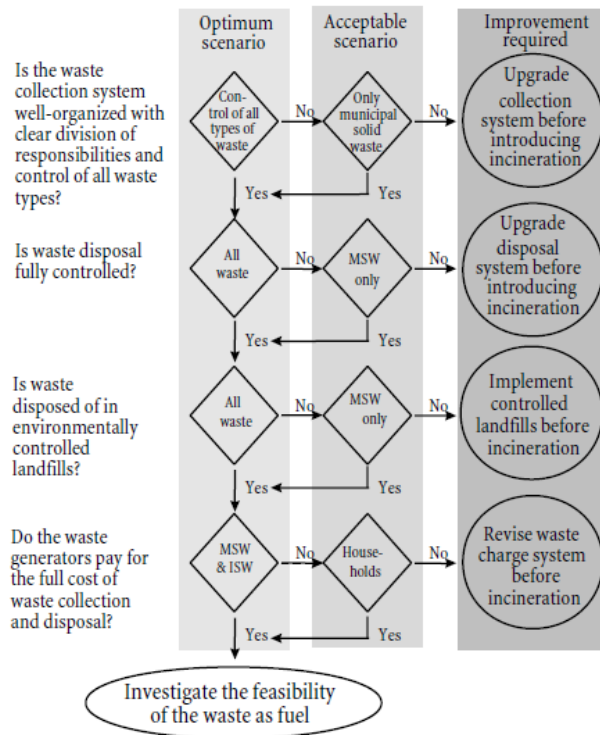 Optimum
scenario
Acceptable
scenario
Improvement
required
Is the waste
collection system
well-organized with
clear division of
responsibilities and
control of all waste
types?
Con-
trol of all
types of
waste
No
Only
municipal
solid
waste
No
Upgrade
collection
system before
introducing
incineration
Yes
Yes
Is waste disposal
fully controlled?
All
waste
No
MSW
only
No
Upgrade
disposal
system before
introducing
incineration
Yes
Yes
Is waste
disposed of in
environmentally
controlled
landfills?
All
waste
No
MSW
only
No
Implement
controlled
landfills before
incineration
Yes
Yes
Do the waste
generators pay for
the full cost of
waste collection
and disposal?
MSW
& ISW
No
House-
holds
No
Revise waste
charge system
before
incineration
Yes
Yes
Investigate the feasibility
of the waste as fuel